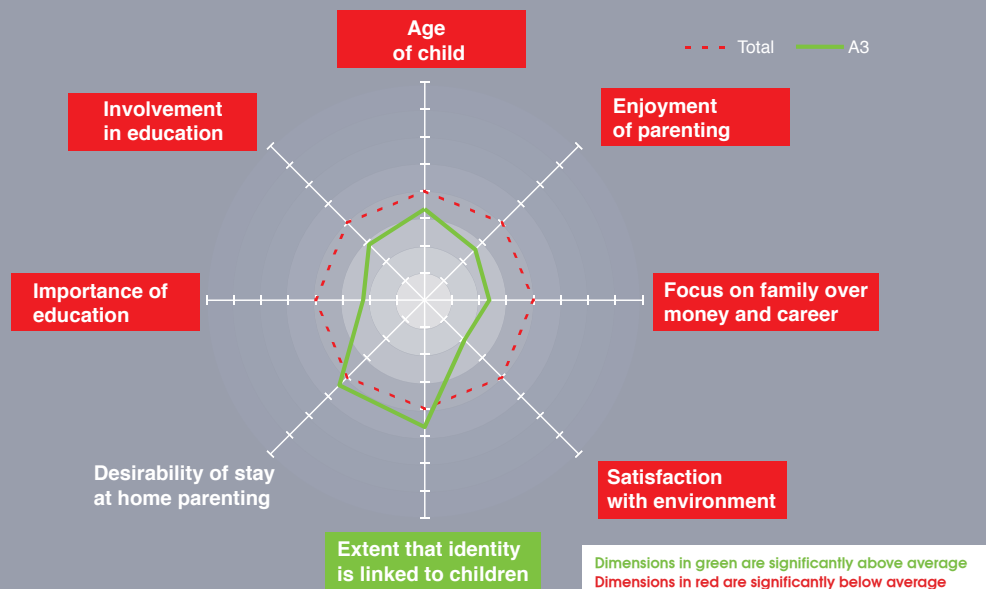 Age
of child
Total
A3
Involvement
in education
Enjoyment
of parenting
Importance of
education
Focus on family over
money and career
Desirability of stay
at home parenting
Satisfaction
with environment
Extent that identity
is linked to children
Dimensions in green are significantly above average
Dimensions in red are significantly below average